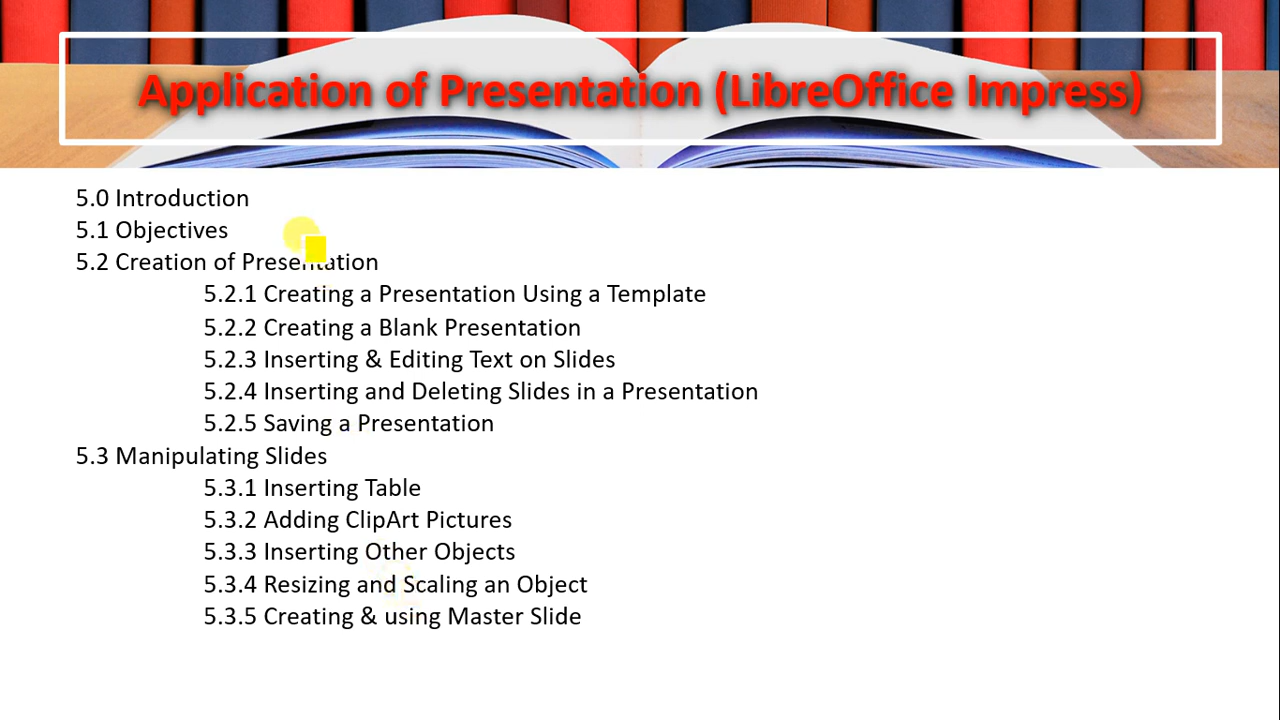 Application of Presentation (LibreOffice Impress)
5.0 Introduction
5.1 Objectives
5.2 Creation of Presentation
5.2.1 Creating a Presentation Using a Template
5.2.2 Creating a Blank Presentation
5.2.3 Inserting & Editing Text on Slides
5.2.4 Inserting and Deleting Slides in a Presentation
5.2.5 Saving a Presentation
5.3 Manipulating Slides
5.3.1 Inserting Table
5.3.2 Adding ClipArt Pictures
5.3.3 Inserting Other Objects
5.3.4 Resizing and Scaling an Object
5.3.5 Creating & using Master Slide